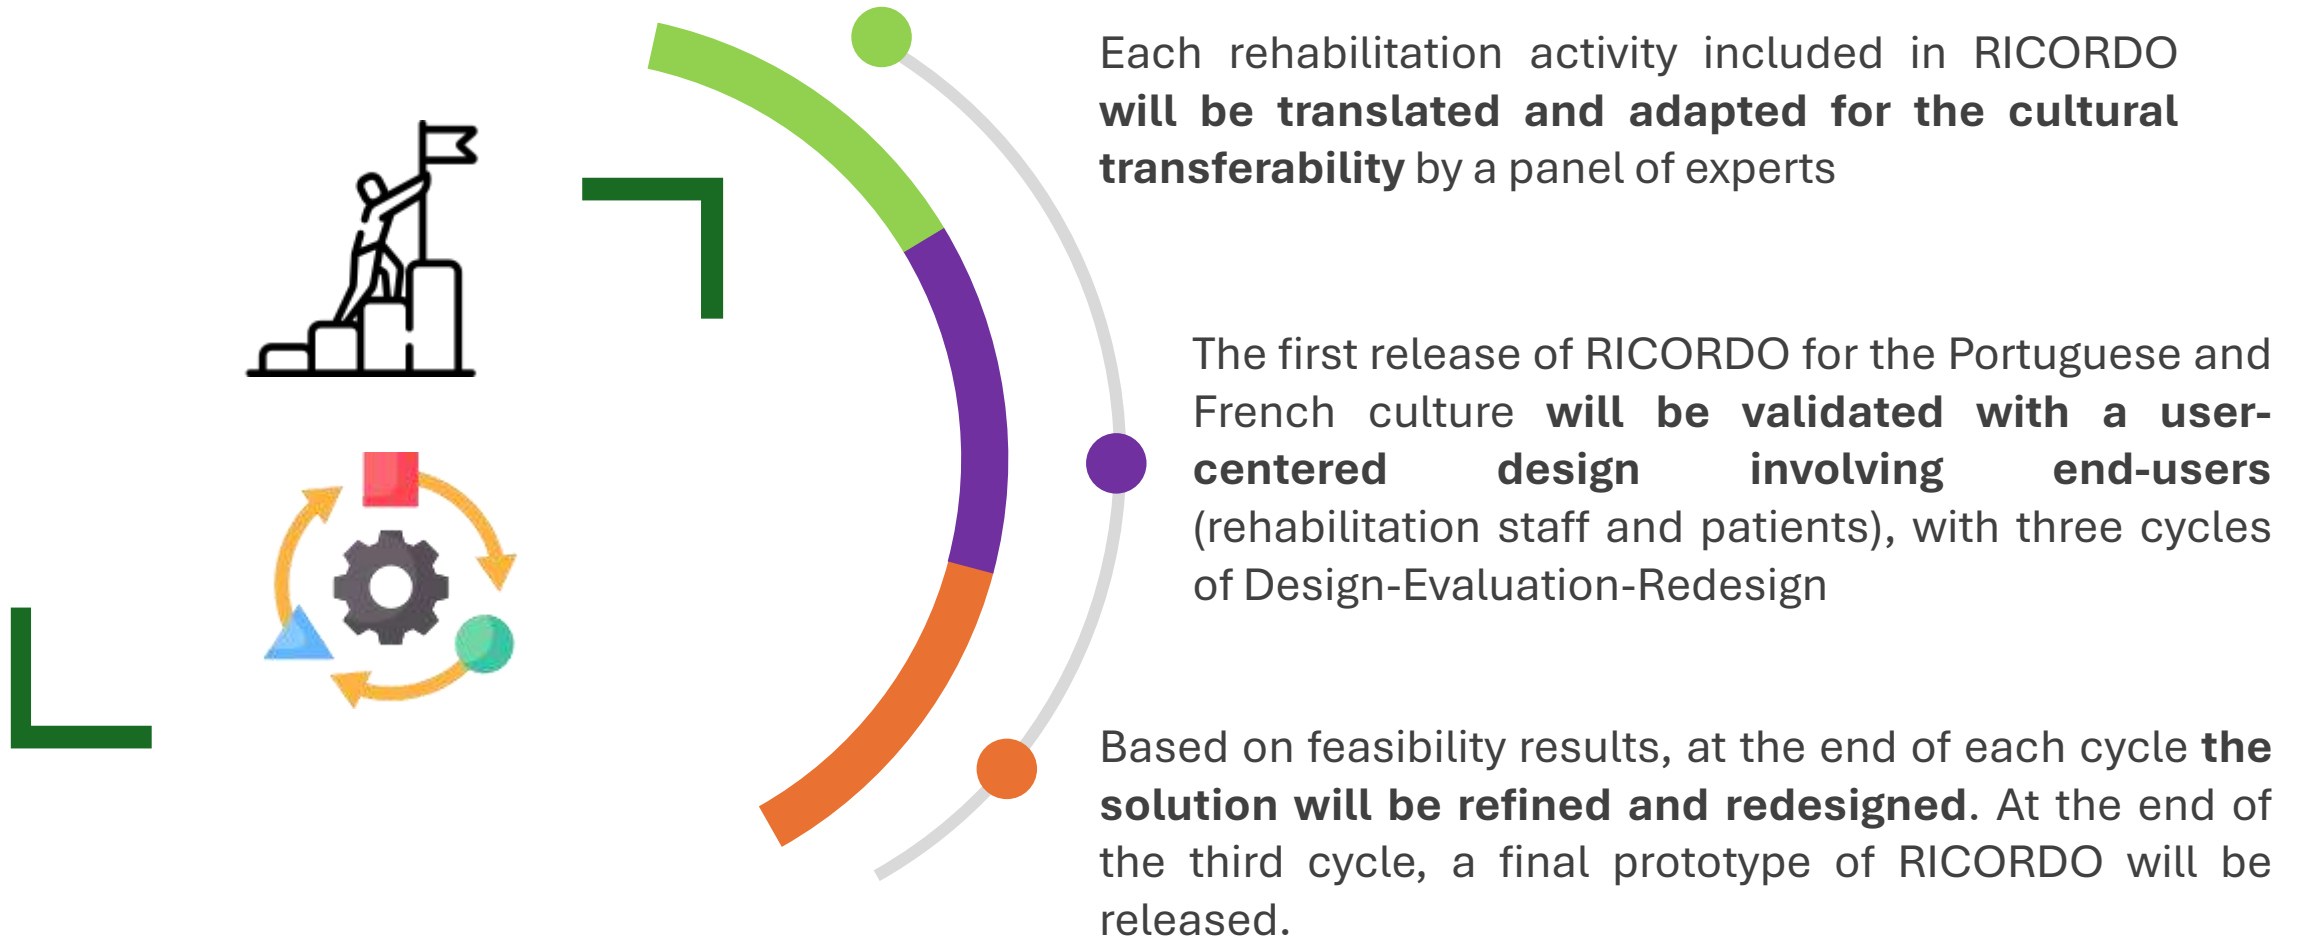 Each rehabilitation activity included in RICORDO
will be translated and adapted for the cultural
transferability by a panel of experts
The first release of RICORDO for the Portuguese and
French culture will be validated with a user-
centered design involving end-users
(rehabilitation staff and patients), with three cycles
of Design-Evaluation-Redesign
Based on feasibility results, at the end of each cycle the
solution will be refined and redesigned. At the end of
the third cycle, a final prototype of RICORDO will be
released.